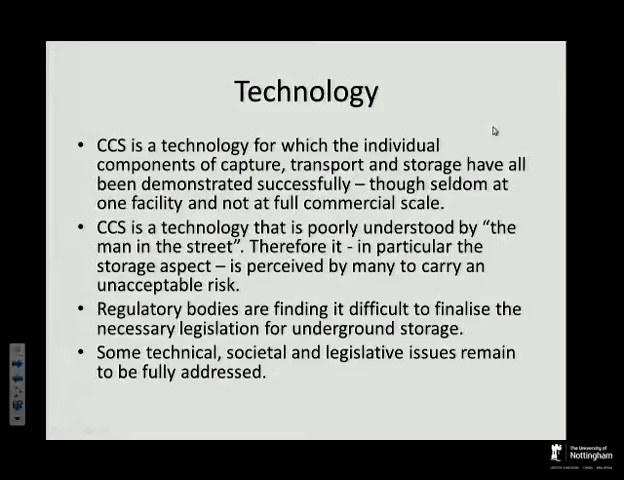 Technology
• CCS is a technology for which the individual
components of capture, transport and storage have all
been demonstrated successfully – though seldom at
one facility and not at full commercial scale.
• CCS is a technology that is poorly understood by “the
man in the street”. Therefore it - in particular the
storage aspect – is perceived by many to carry an
unacceptable risk.
• Regulatory bodies are finding it difficult to finalise the
necessary legislation for underground storage.
• Some technical, societal and legislative issues remain
to be fully addressed.
The University of
Nottingham